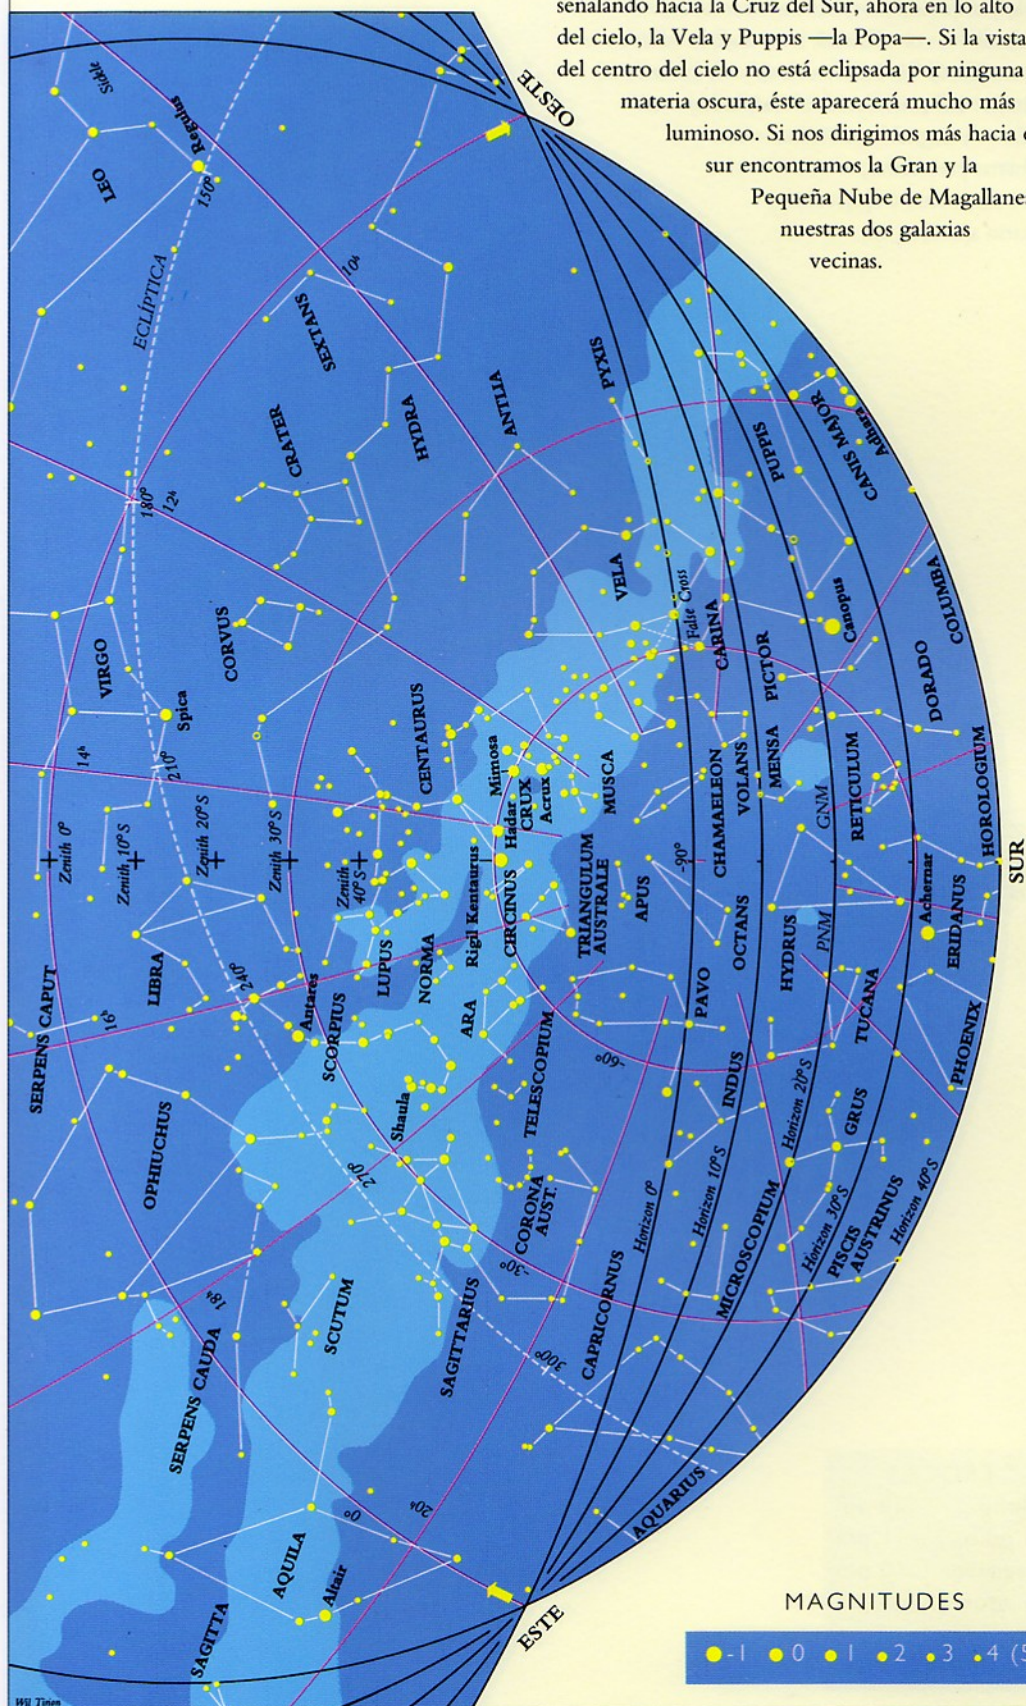 señalando hacia la Cruz del Sur, ahora en lo alto
del cielo, la Vela y Puppis —la Popa—. Si la vista
del centro del cielo no está eclipsada por ninguna
materia oscura, éste aparecerá mucho más
luminoso. Si nos dirigimos más hacia e
sur encontramos la Gran y la
Pequeña Nube de Magallane
nuestras dos galaxias
vecinas.
OESTE
LEO
Regulus
150°
ECLÍPTICA
10h
SEXTANS
CRATER
HYDRA
ANTLIA
PYXIS
PUPPIS
CANIS MAJOR
Adhara
180°
12h
VIRGO
Spica
CORVUS
CENTAURUS
VELA
False Cross
CARINA
PICTOR
Canopus
COLUMBA
DORADO
14h
210°
Mimosa
CRUX
Acrux
Hadar
MUSCA
CHAMAELEON
VOLANS
MENSA
GNM
RETICULUM
HOROLOGIUM
Zenith 0°
Zenith 10° S
Zenith 20° S
Zenith 30° S
Zenith
40° S
Rigil Kentaurus
CIRCINUS
TRIANGULUM
AUSTRALE
APUS
-90°
OCTANS
HYDRUS
PNM
Achernar
ERIDANUS
SUR
SERPENS CAPUT
16h
LIBRA
240°
Antares
SCORPIUS
LUPUS
NORMA
ARA
PAVO
TUCANA
PHOENIX
OPHIUCHUS
Shaula
TELESCOPIUM
-60°
INDUS
GRUS
270°
CORONA
AUST.
-30°
Horizon 0°
Horizon 10° S
Horizon 20° S
Horizon 30° S
Horizon 40° S
MICROSCOPIUM
PISCIS
AUSTRINUS
18h
SERPENS CAUDA
SCUTUM
SAGITTARIUS
CAPRICORNUS
300°
AQUARIUS
20h
0°
AQUILA
Altair
SAGITTA
ESTE
MAGNITUDES
-1 0 1 2 3 4 (5
Wil Tirion